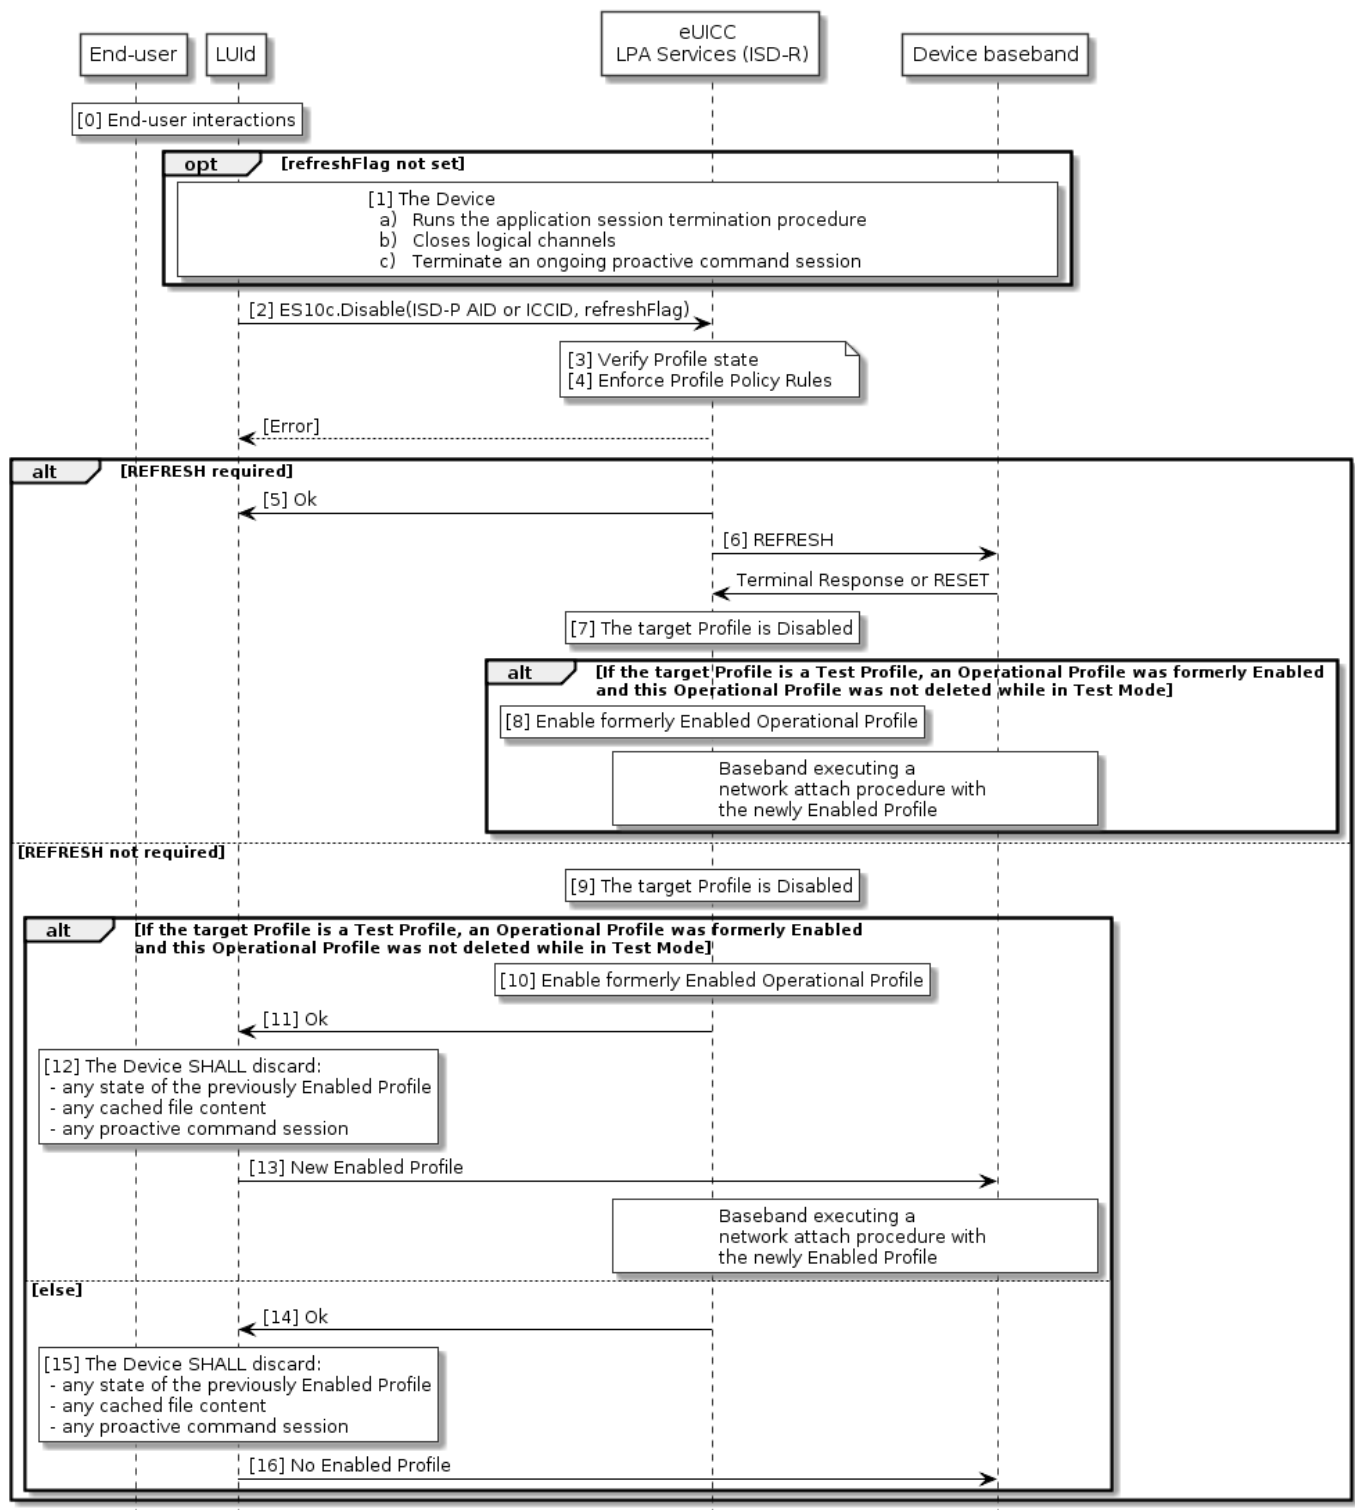 End-user
LUId
eUICC
LPA Services (ISD-R)
Device baseband
[0] End-user interactions
opt
[refreshFlag not set]
[1] The Device
a) Runs the application session termination procedure
b) Closes logical channels
c) Terminate an ongoing proactive command session
[2] ES10c.Disable(ISD-P AID or ICCID, refreshFlag)
[3] Verify Profile state
[4] Enforce Profile Policy Rules
[Error]
alt
[REFRESH required]
[5] Ok
[6] REFRESH
Terminal Response or RESET
[7] The target Profile is Disabled
alt
[If the target Profile is a Test Profile, an Operational Profile was formerly Enabled
and this Operational Profile was not deleted while in Test Mode]
[8] Enable formerly Enabled Operational Profile
Baseband executing a
network attach procedure with
the newly Enabled Profile
[REFRESH not required]
[9] The target Profile is Disabled
alt
[If the target Profile is a Test Profile, an Operational Profile was formerly Enabled
and this Operational Profile was not deleted while in Test Mode]
[10] Enable formerly Enabled Operational Profile
[11] Ok
[12] The Device SHALL discard:
- any state of the previously Enabled Profile
- any cached file content
- any proactive command session
[13] New Enabled Profile
Baseband executing a
network attach procedure with
the newly Enabled Profile
[else]
[14] Ok
[15] The Device SHALL discard:
- any state of the previously Enabled Profile
- any cached file content
- any proactive command session
[16] No Enabled Profile